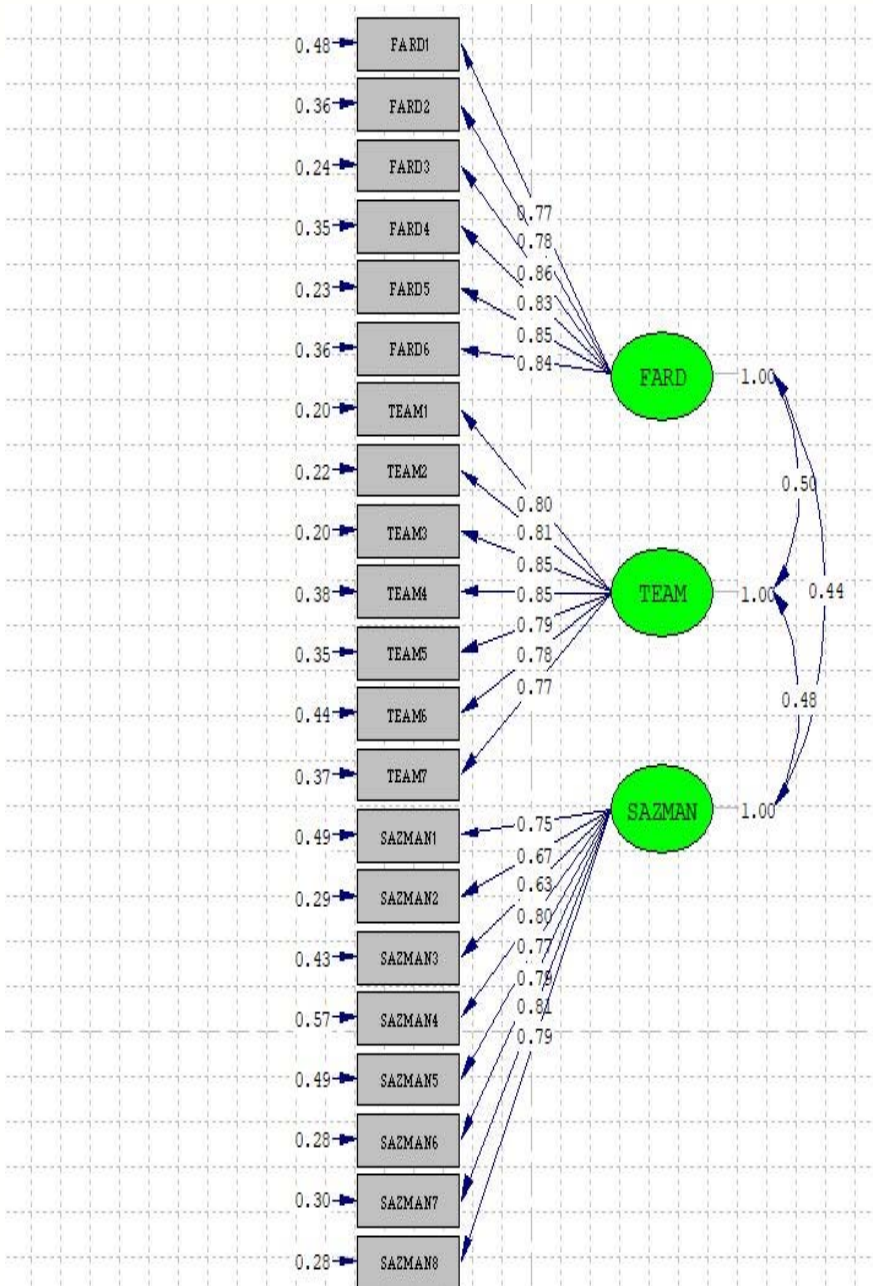 0.48 FARD1
0.36 FARD2
0.24 FARD3
0.35 FARD4
0.23 FARD5
0.36 FARD6
0.20 TEAM1
0.22 TEAM2
0.20 TEAM3
0.38 TEAM4
0.35 TEAM5
0.44 TEAM6
0.37 TEAM7
0.49 SAZMAN1
0.29 SAZMAN2
0.43 SAZMAN3
0.57 SAZMAN4
0.49 SAZMAN5
0.28 SAZMAN6
0.30 SAZMAN7
0.28 SAZMAN8
0.77
0.78
0.86
0.83
0.85
0.84
0.80
0.81
0.85
0.85
0.79
0.78
0.77
0.75
0.67
0.63
0.80
0.77
0.79
0.81
0.79
FARD 1.00
TEAM 1.00
SAZMAN 1.00
0.50
0.44
0.48